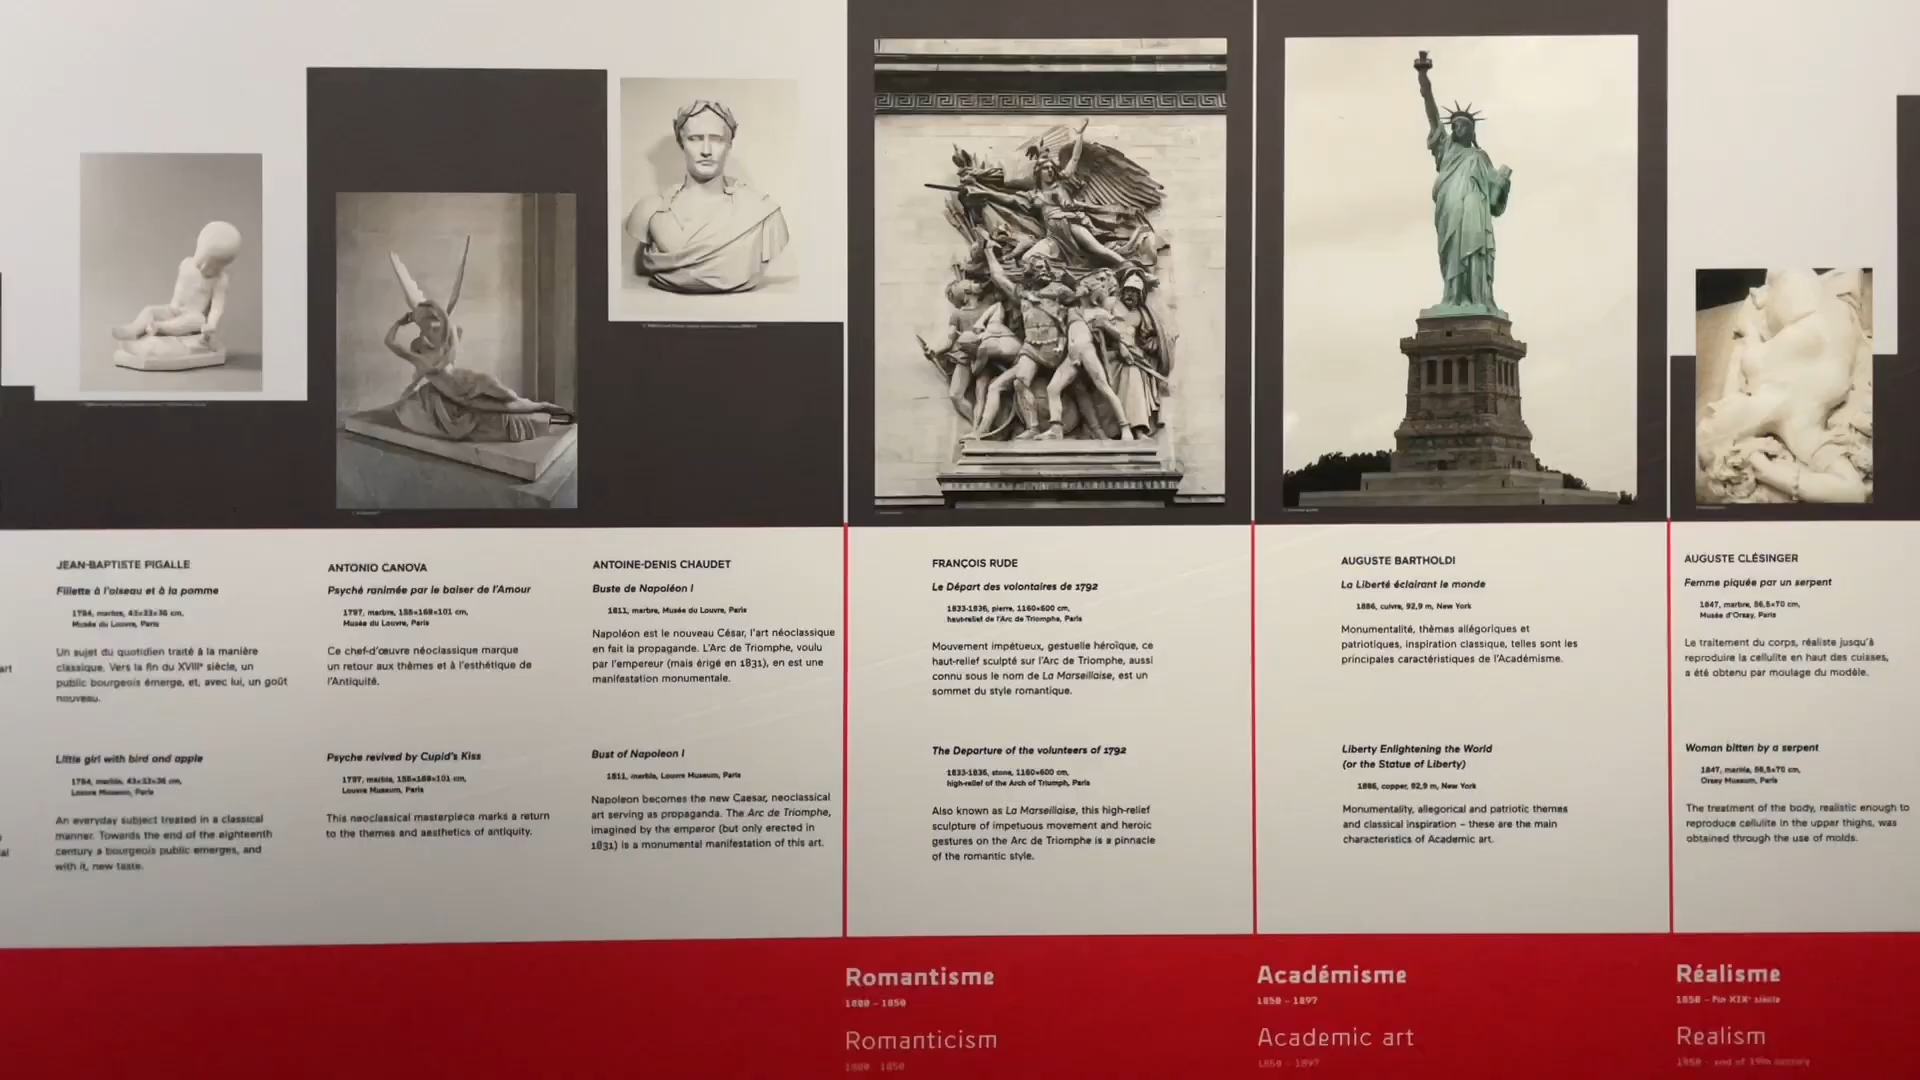 JEAN-BAPTISTE PIGALLE
Fillette à l'oiseau et à la pomme
1784, marbre, 43×33×36 cm,
Musée du Louvre, Paris
Un sujet du quotidien traité à la manière
classique. Vers la fin du XVIIIᵉ siècle, un
public bourgeois émerge, et, avec lui, un goût
nouveau.
Little girl with bird and apple
1784, marble, 43×33×36 cm,
Louvre Museum, Paris
An everyday subject treated in a classical
manner. Towards the end of the eighteenth
century a bourgeois public emerges, and
with it, new taste.
ANTONIO CANOVA
Psyché ranimée par le baiser de l'Amour
1797, marbre, 155×168×101 cm,
Musée du Louvre, Paris
Ce chef-d'œuvre néoclassique marque
un retour aux thèmes et à l'esthétique de
l'Antiquité.
Psyche revived by Cupid's Kiss
1797, marble, 155×168×101 cm,
Louvre Museum, Paris
This neoclassical masterpiece marks a return
to the themes and aesthetics of antiquity.
ANTOINE-DENIS CHAUDET
Buste de Napoléon I
1811, marbre, Musée du Louvre, Paris
Napoléon est le nouveau César, l'art néoclassique
en fait la propagande. L'Arc de Triomphe, voulu
par l'empereur (mais érigé en 1831), en est une
manifestation monumentale.
Bust of Napoleon I
1811, marble, Louvre Museum, Paris
Napoleon becomes the new Caesar, neoclassical
art serving as propaganda. The Arc de Triomphe,
imagined by the emperor (but only erected in
1831) is a monumental manifestation of this art.
FRANÇOIS RUDE
Le Départ des volontaires de 1792
1833-1836, pierre, 1160×600 cm,
haut-relief de l'Arc de Triomphe, Paris
Mouvement impétueux, gestuelle héroïque, ce
haut-relief sculpté sur l'Arc de Triomphe, aussi
connu sous le nom de La Marseillaise, est un
sommet du style romantique.
The Departure of the volunteers of 1792
1833-1836, stone, 1160×600 cm,
high-relief of the Arch of Triumph, Paris
Also known as La Marseillaise, this high-relief
sculpture of impetuous movement and heroic
gestures on the Arc de Triomphe is a pinnacle
of the romantic style.
AUGUSTE BARTHOLDI
La Liberté éclairant le monde
1886, cuivre, 92,9 m, New York
Monumentalité, thèmes allégoriques et
patriotiques, inspiration classique, telles sont les
principales caractéristiques de l'Académisme.
Liberty Enlightening the World
(or the Statue of Liberty)
1886, copper, 92,9 m, New York
Monumentality, allegorical and patriotic themes
and classical inspiration – these are the main
characteristics of Academic art.
AUGUSTE CLÉSINGER
Femme piquée par un serpent
1847, marbre, 56,5×70 cm,
Musée d'Orsay, Paris
Le traitement du corps, réaliste jusqu'à
reproduire la cellulite en haut des cuisses,
a été obtenu par moulage du modèle.
Woman bitten by a serpent
1847, marble, 56,5×70 cm,
Orsay Museum, Paris
The treatment of the body, realistic enough to
reproduce cellulite in the upper thighs, was
obtained through the use of molds.
Romantisme
1800 – 1850
Romanticism
1800 – 1850
Académisme
1850 – 1897
Academic art
1850 – 1897
Réalisme
1850 – Fin XIXᵉ siècle
Realism
1850 – end of 19th century